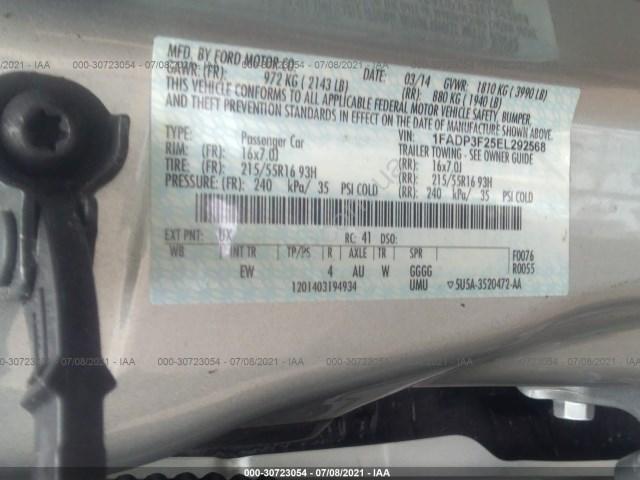 000-30723054 - 07/08/2021 - IAA
MFD. BY FORD MOTOR CO.
DATE: 03/14 GVWR: 1810 KG ( 3990 LB)
GAWR: (FR): 972 KG ( 2143 LB) (RR): 880 KG ( 1940 LB)
THIS VEHICLE CONFORMS TO ALL APPLICABLE FEDERAL MOTOR VEHICLE SAFETY, BUMPER,
AND THEFT PREVENTION STANDARDS IN EFFECT ON THE DATE OF MANUFACTURE SHOWN ABOVE.
VIN: 1FADP3F25EL292568
TYPE: Passenger Car TRAILER TOWING - SEE OWNER GUIDE
RIM: (FR): 16x7.0J (RR): 16x7.0J
TIRE: (FR): 215/55R16 93H (RR): 215/55R16 93H
PRESSURE: (FR): 240 kPa/ 35 PSI COLD (RR): 240 kPa/ 35 PSI COLD
EXT PNT: UX RC: 41 DSO:
WB INT TR TP/PS R AXLE TR SPR F0076
EW 4 AU W GGGG R0055
1201403194934 UMU 5U5A-3520472-AA
000-30723054 - 07/08/2021 - IAA
000-30723054 - 07/08/2021 - IAA